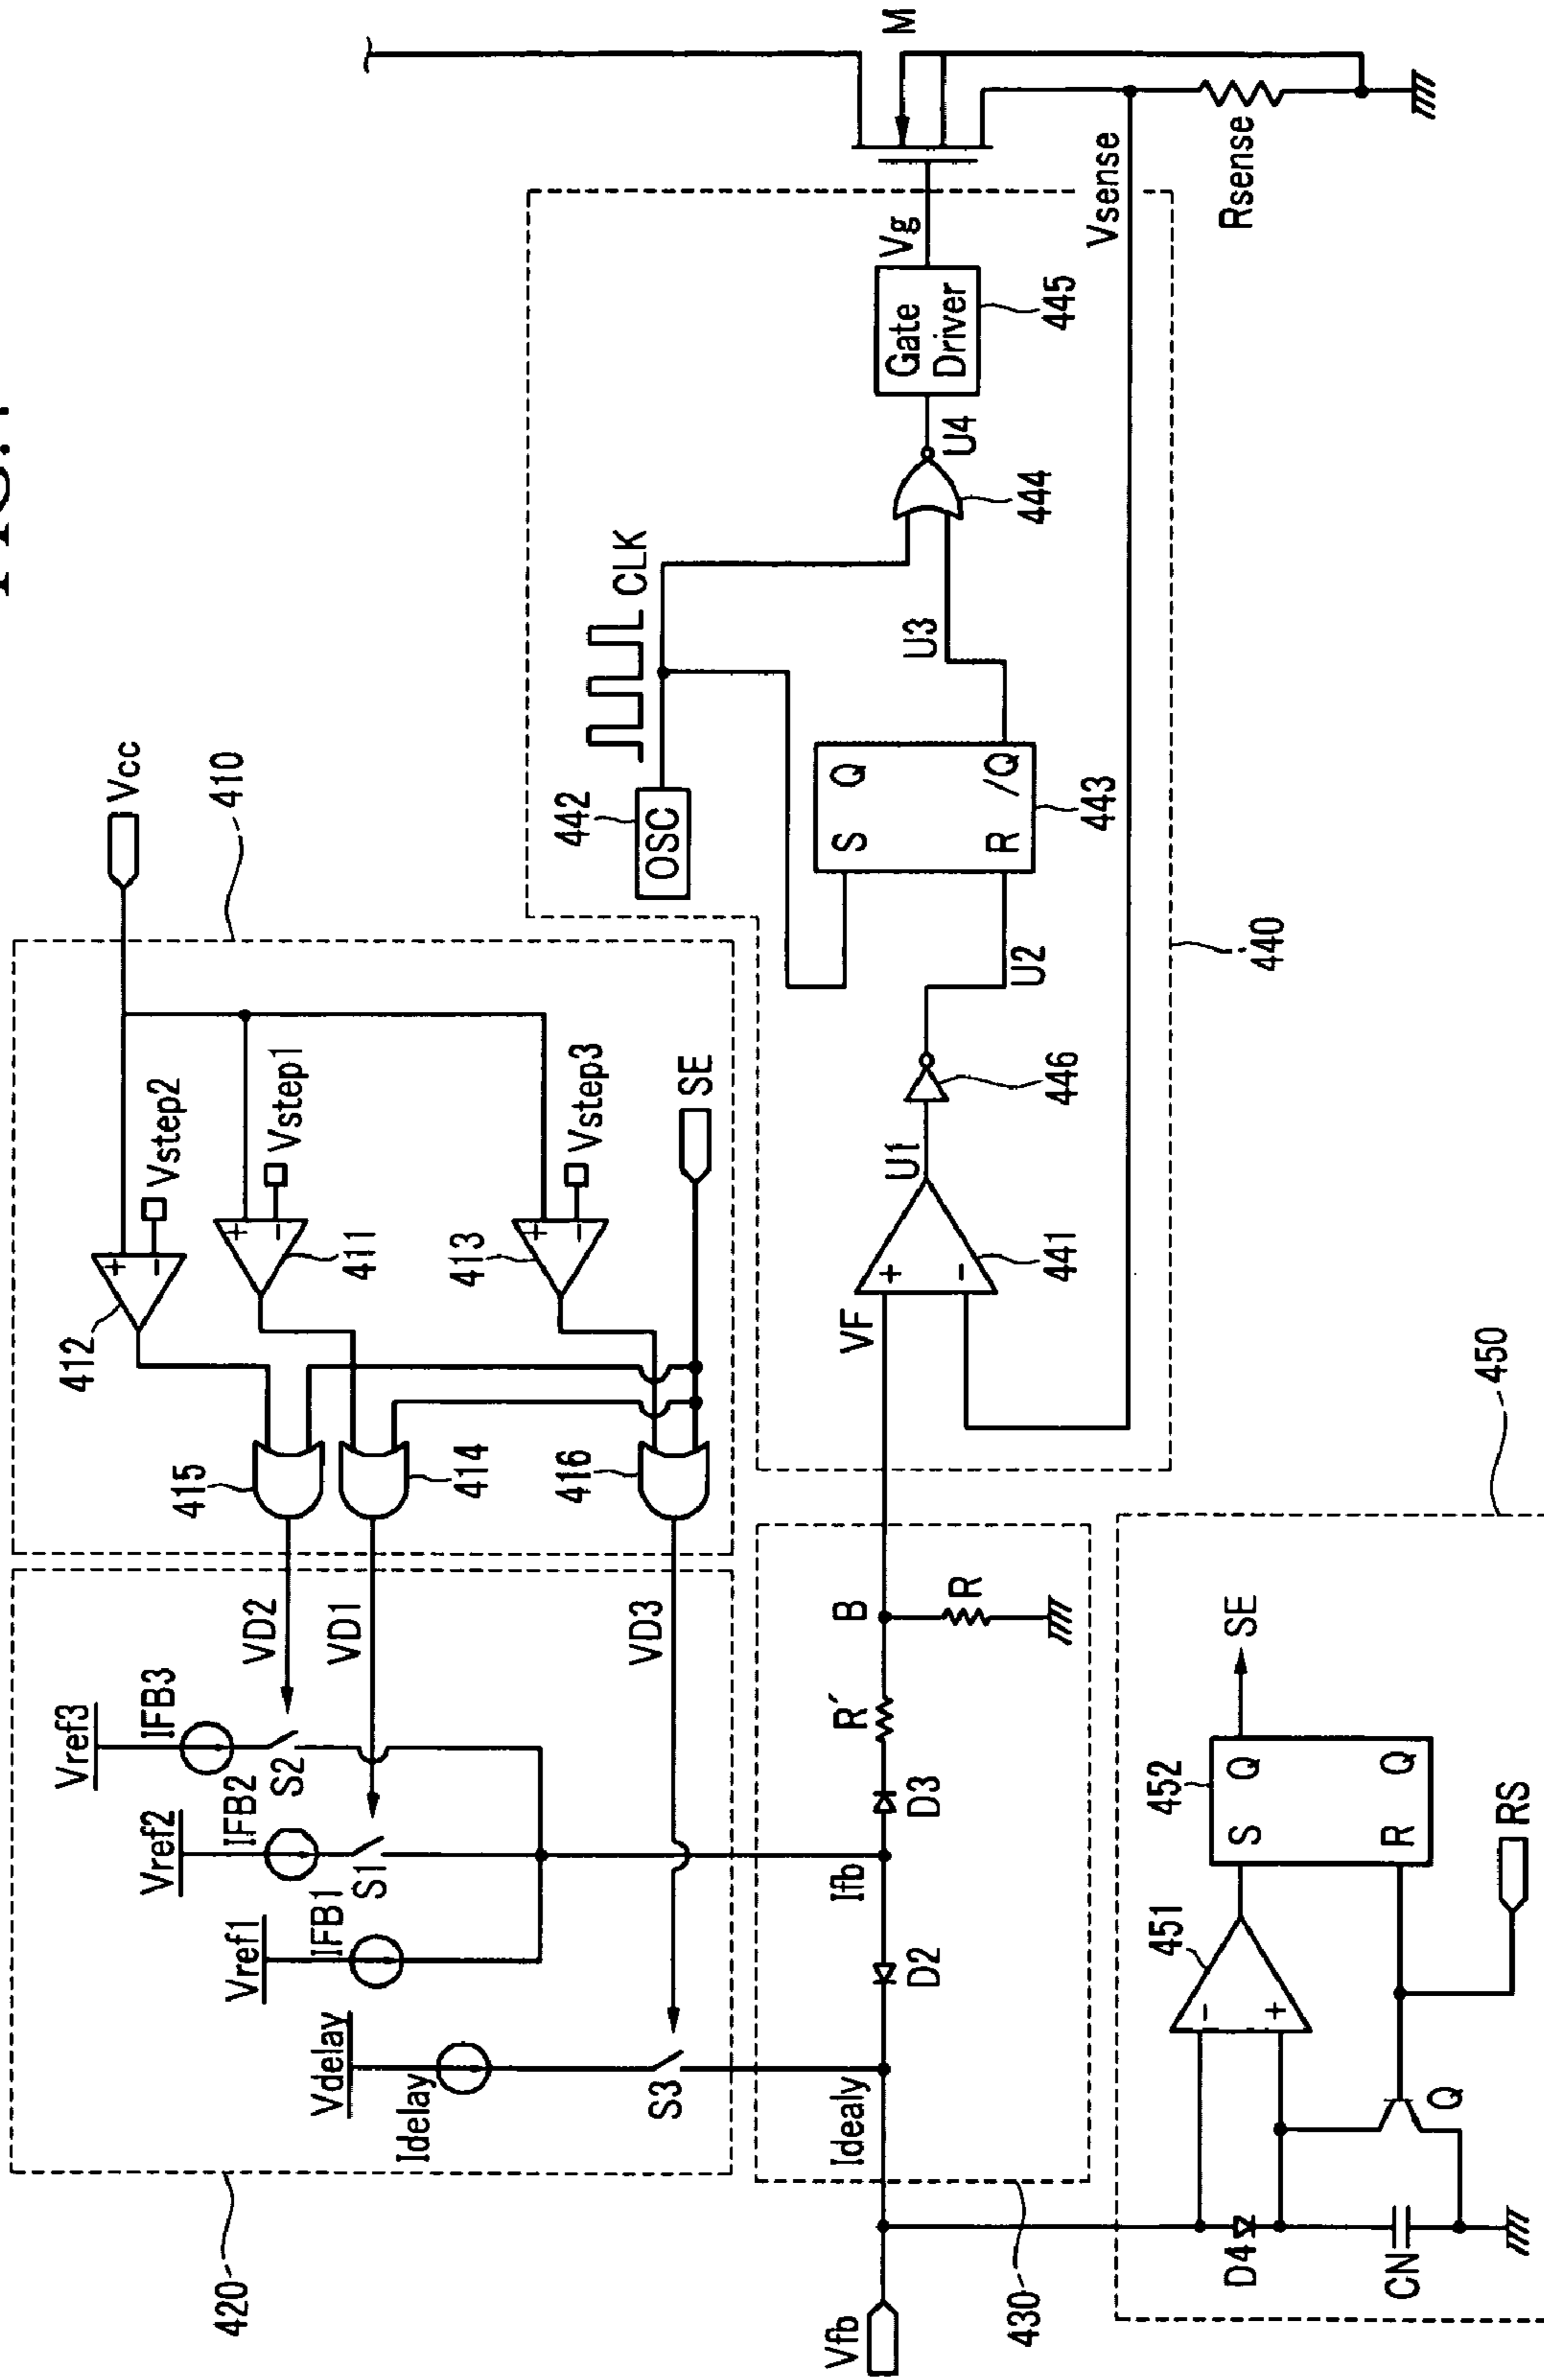 Vcc
410
Vstep2
Vstep1
Vstep3
SE
+
-
+
-
+
-
412
411
413
415
414
416
VD2
VD1
VD3
Vref3
IFB3
S2
Vref2
IFB2
S1
Vref1
IFB1
Vdelay
Idelay
S3
420
M
Vg
Gate
Driver
445
U4
444
CLK
U3
442
OSC
S
Q
R
/Q
443
U2
446
U1
441
+
-
VF
440
Vsense
Rsense
Vfb
Idealy
D2
Ifb
D3
R′
B
R
430
450
SE
452
S
Q
R
Q
RS
451
-
+
Q
D4
CN